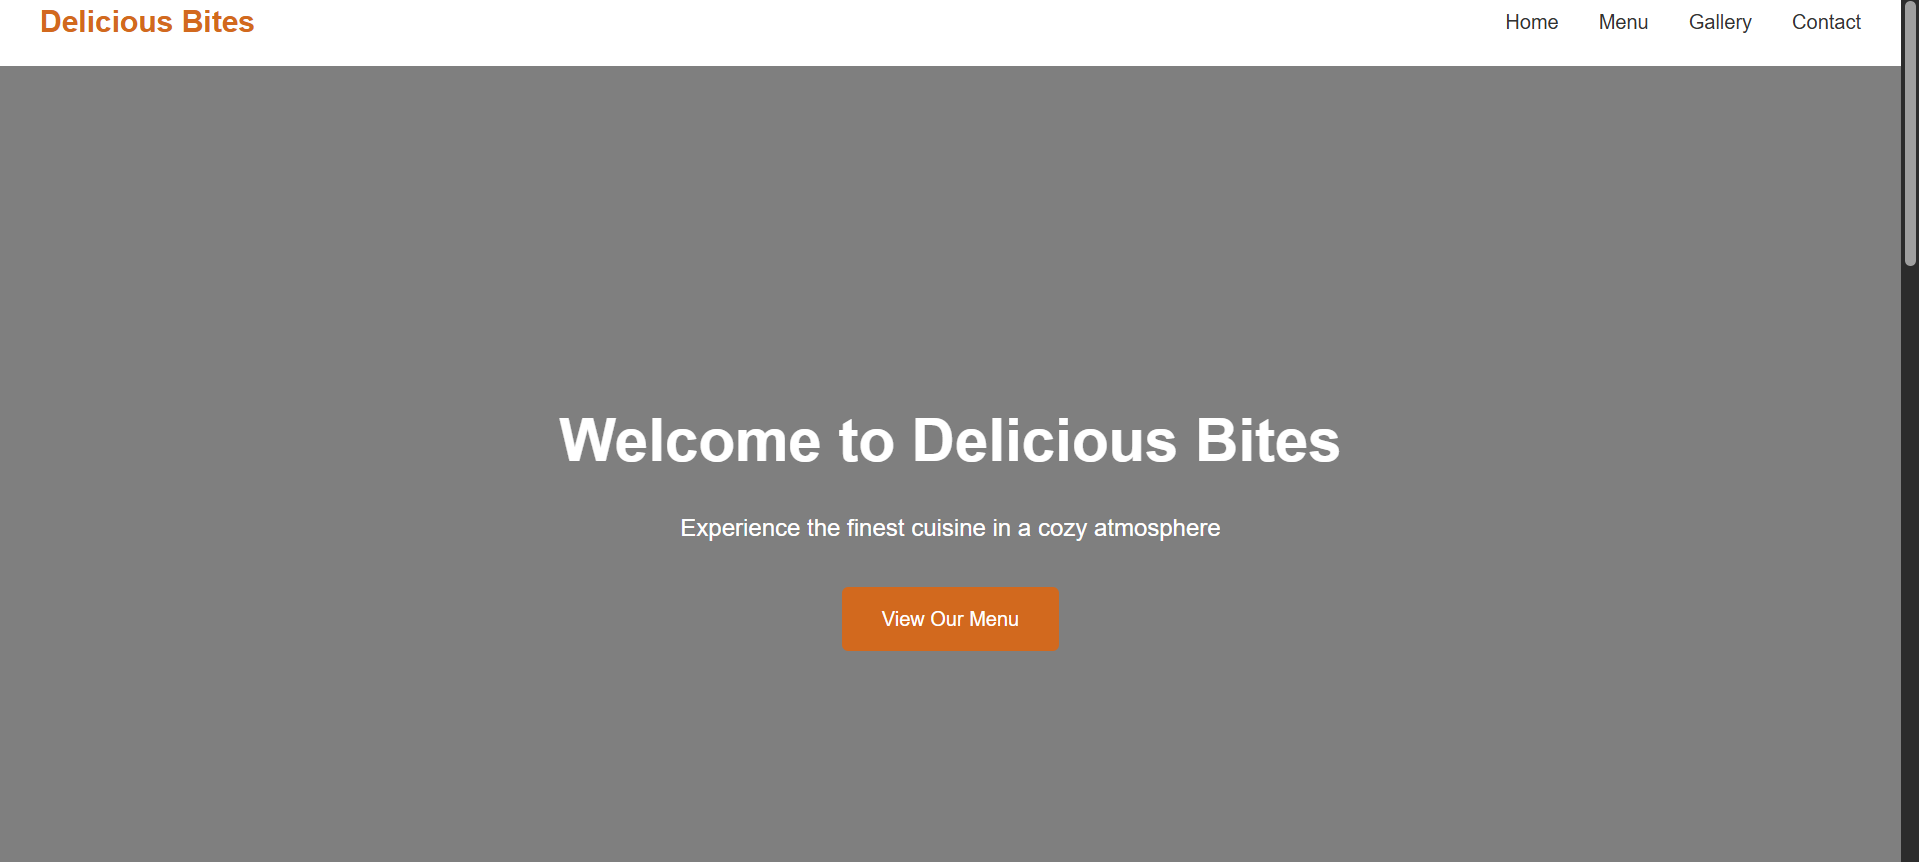 Delicious Bites
Home Menu Gallery Contact
Welcome to Delicious Bites
Experience the finest cuisine in a cozy atmosphere
View Our Menu